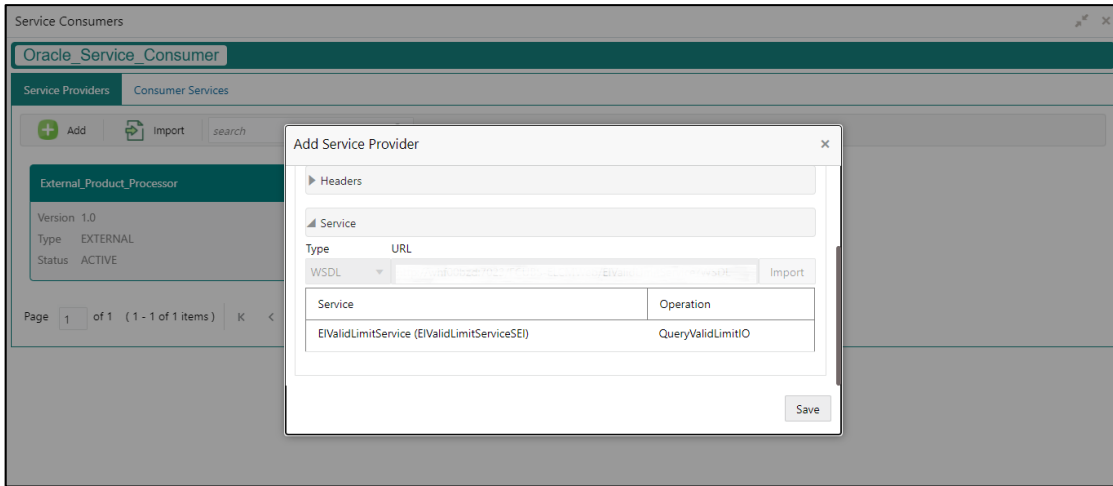 Service Consumers
Oracle_Service_Consumer
Service Providers Consumer Services
Add Import search
Add Service Provider
External_Product_Processor
Version 1.0
Type EXTERNAL
Status ACTIVE
Headers
Service
Type URL
WSDL Import
Service Operation
EIValidLimitService (EIValidLimitServiceSEI) QueryValidLimitIO
Page 1 of 1 (1 - 1 of 1 items) K <
Save